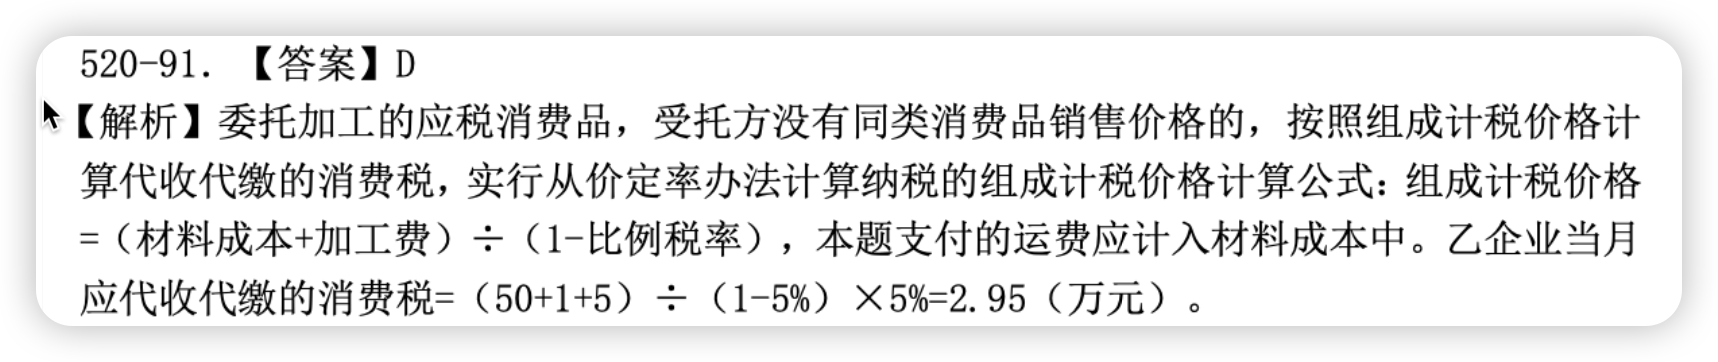 520-91. 【答案】D
【解析】委托加工的应税消费品，受托方没有同类消费品销售价格的，按照组成计税价格计
算代收代缴的消费税，实行从价定率办法计算纳税的组成计税价格计算公式：组成计税价格
=（材料成本+加工费）÷（1-比例税率），本题支付的运费应计入材料成本中。乙企业当月
应代收代缴的消费税=（50+1+5）÷（1-5%）×5%=2.95（万元）。